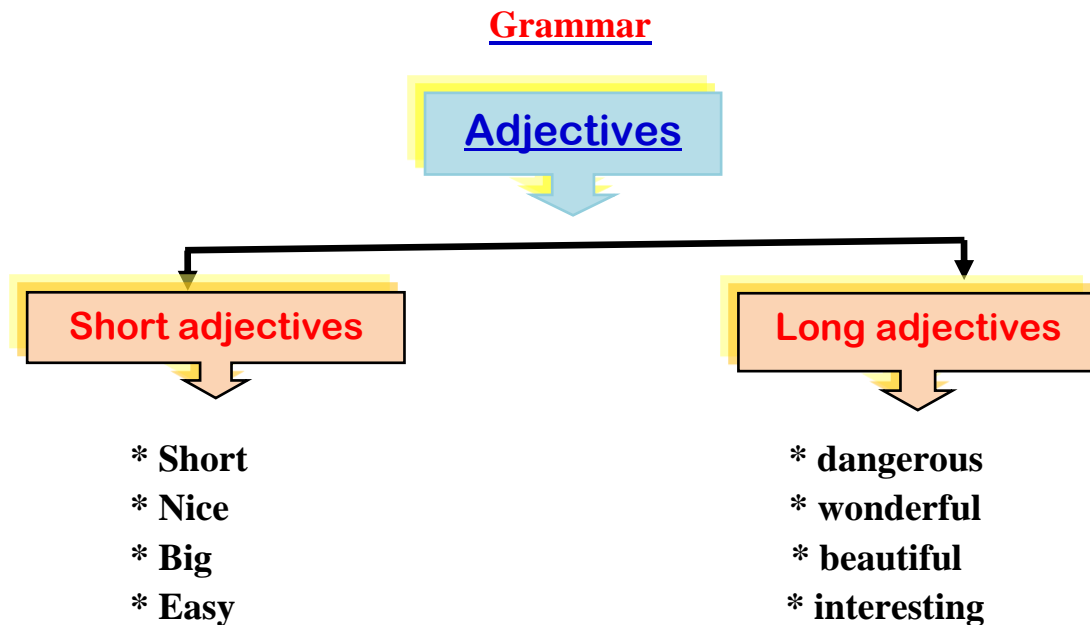 Grammar
Adjectives
Short adjectives
Long adjectives
* Short
* Nice
* Big
* Easy
* dangerous
* wonderful
* beautiful
* interesting